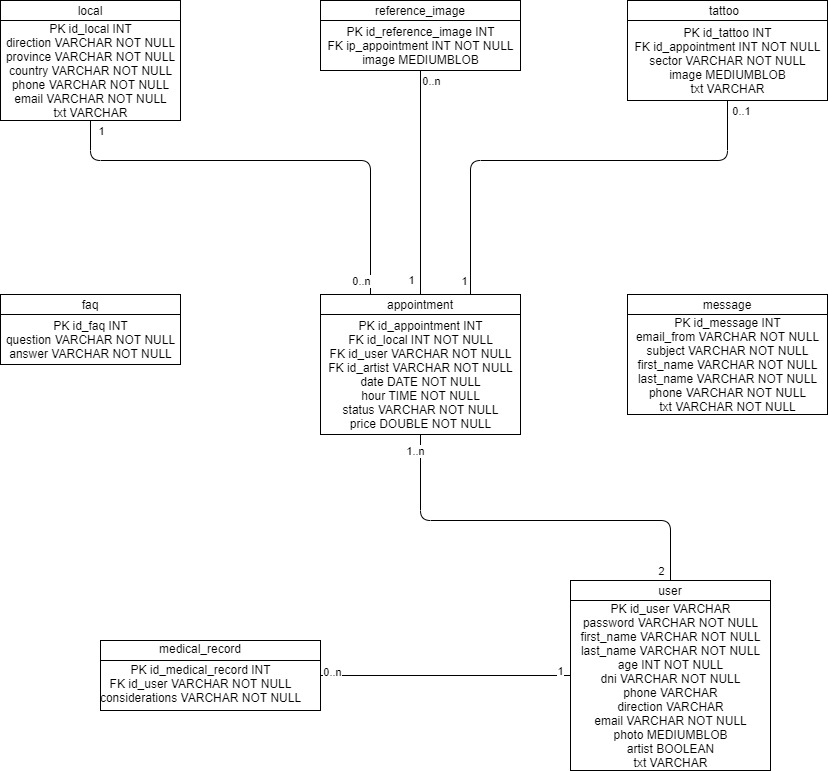 local
PK id_local INT
direction VARCHAR NOT NULL
province VARCHAR NOT NULL
country VARCHAR NOT NULL
phone VARCHAR NOT NULL
email VARCHAR NOT NULL
txt VARCHAR
1
reference_image
PK id_reference_image INT
FK ip_appointment INT NOT NULL
image MEDIUMBLOB
0..n
tattoo
PK id_tattoo INT
FK id_appointment INT NOT NULL
sector VARCHAR NOT NULL
image MEDIUMBLOB
txt VARCHAR
0..1
0..n
1
1
faq
PK id_faq INT
question VARCHAR NOT NULL
answer VARCHAR NOT NULL
appointment
PK id_appointment INT
FK id_local INT NOT NULL
FK id_user VARCHAR NOT NULL
FK id_artist VARCHAR NOT NULL
date DATE NOT NULL
hour TIME NOT NULL
status VARCHAR NOT NULL
price DOUBLE NOT NULL
1..n
message
PK id_message INT
email_from VARCHAR NOT NULL
subject VARCHAR NOT NULL
first_name VARCHAR NOT NULL
last_name VARCHAR NOT NULL
phone VARCHAR NOT NULL
txt VARCHAR NOT NULL
2
medical_record
PK id_medical_record INT
FK id_user VARCHAR NOT NULL
considerations VARCHAR NOT NULL
0..n
1
user
PK id_user VARCHAR
password VARCHAR NOT NULL
first_name VARCHAR NOT NULL
last_name VARCHAR NOT NULL
age INT NOT NULL
dni VARCHAR NOT NULL
phone VARCHAR
direction VARCHAR
email VARCHAR NOT NULL
photo MEDIUMBLOB
artist BOOLEAN
txt VARCHAR